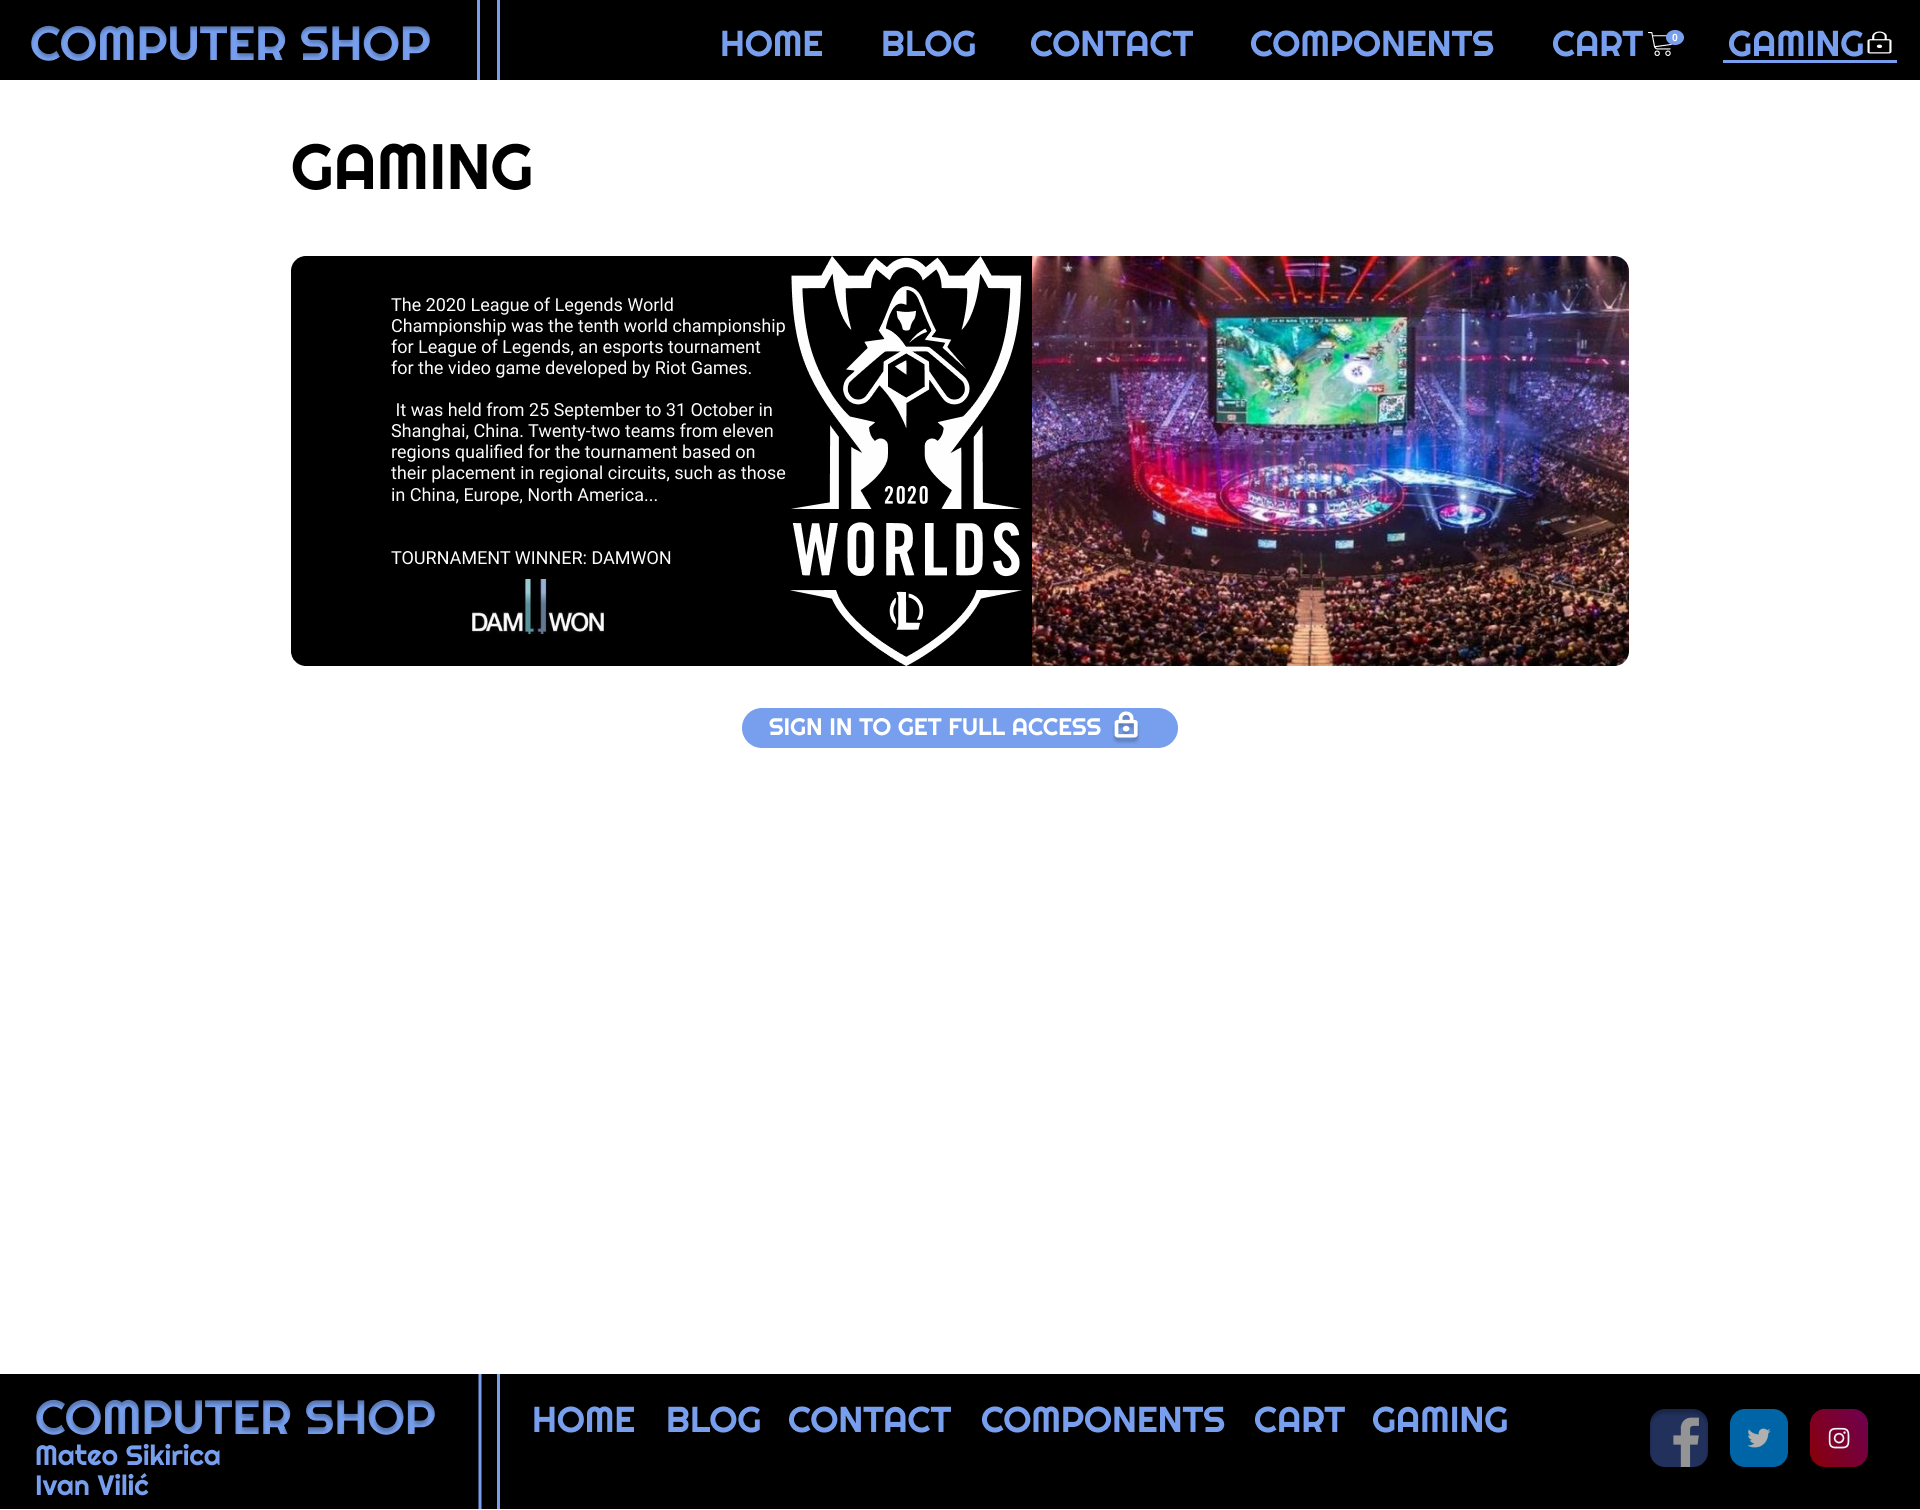 COMPUTER SHOP
HOME
BLOG
CONTACT
COMPONENTS
CART
0
GAMING
GAMING
The 2020 League of Legends World
Championship was the tenth world championship
for League of Legends, an esports tournament
for the video game developed by Riot Games.
It was held from 25 September to 31 October in
Shanghai, China. Twenty-two teams from eleven
regions qualified for the tournament based on
their placement in regional circuits, such as those
in China, Europe, North America...
TOURNAMENT WINNER: DAMWON
DAMWON
2020
WORLDS
SIGN IN TO GET FULL ACCESS
COMPUTER SHOP
Mateo Sikirica
Ivan Vilić
HOME
BLOG
CONTACT
COMPONENTS
CART
GAMING